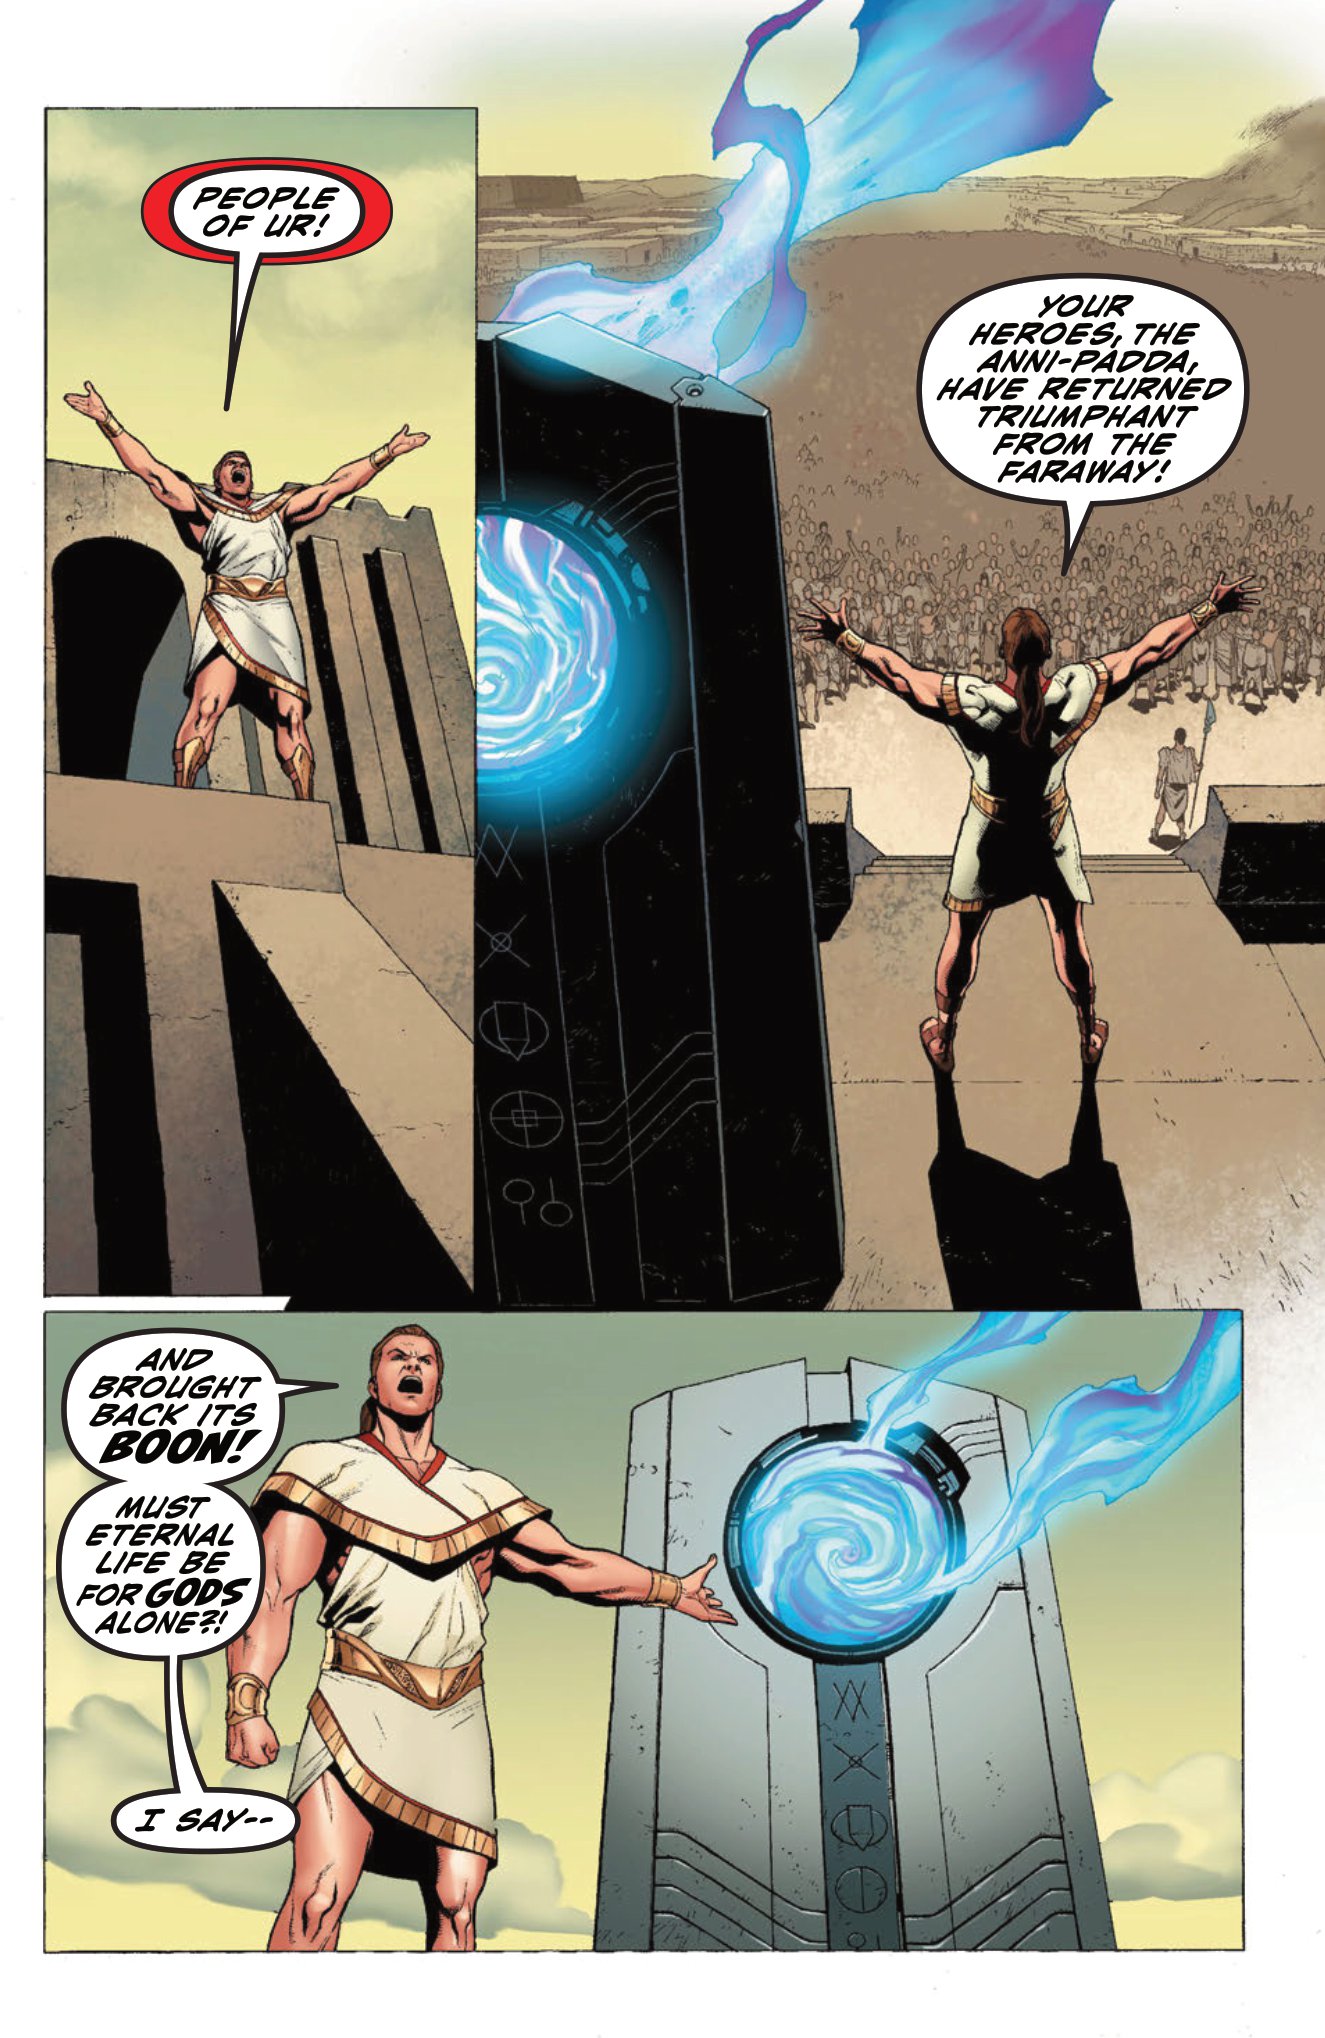 PEOPLE
OF UR!
YOUR
HEROES, THE
ANNI-PADDA,
HAVE RETURNED
TRIUMPHANT
FROM THE
FARAWAY!
AND
BROUGHT
BACK ITS
BOON!
MUST
ETERNAL
LIFE BE
FOR GODS
ALONE?!
I SAY--